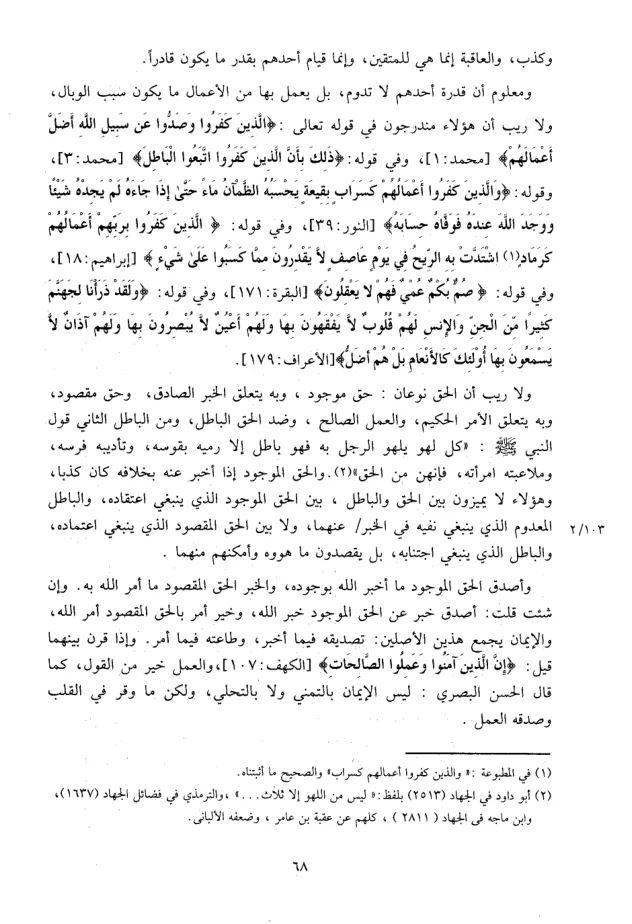 وكذب، والعاقبة إنما هي للمتقين، وإنما قيام أحدهم بقدر ما يكون قادراً.
ومعلوم أن قدرة أحدهم لا تدوم، بل يعمل بها من الأعمال ما يكون سبب الوبال،
ولا ريب أن هؤلاء مندرجون في قوله تعالى :﴿الَّذِينَ كَفَرُوا وَصَدُّوا عَن سَبِيلِ اللَّهِ أَضَلَّ
أَعْمَالَهُمْ﴾ [محمد:١]، وفي قوله: ﴿ذَلِكَ بِأَنَّ الَّذِينَ كَفَرُوا اتَّبَعُوا الْبَاطِلَ﴾ [محمد:٣]،
وقوله: ﴿وَالَّذِينَ كَفَرُوا أَعْمَالُهُمْ كَسَرَابٍ بِقِيعَةٍ يَحْسَبُهُ الظَّمْآنُ مَاءً حَتَّىٰ إِذَا جَاءَهُ لَمْ يَجِدْهُ شَيْئًا
وَوَجَدَ اللَّهَ عِندَهُ فَوَفَّاهُ حِسَابَهُ﴾ [النور:٣٩]، وفي قوله: ﴿ الَّذِينَ كَفَرُوا بِرَبِّهِمْ أَعْمَالُهُمْ
كَرَمَادٍ(١) اشْتَدَّتْ بِهِ الرِّيحُ فِي يَوْمٍ عَاصِفٍ لاَّ يَقْدِرُونَ مِمَّا كَسَبُوا عَلَىٰ شَيْءٍ ﴾ [إبراهيم:١٨]،
وفي قوله: ﴿ صُمٌّ بُكْمٌ عُمْيٌ فَهُمْ لا يَعْقِلُونَ﴾ [البقرة:١٧١]، وفي قوله: ﴿وَلَقَدْ ذَرَأْنَا لِجَهَنَّمَ
كَثِيرًا مِّنَ الْجِنِّ وَالإِنسِ لَهُمْ قُلُوبٌ لاَّ يَفْقَهُونَ بِهَا وَلَهُمْ أَعْيُنٌ لاَّ يُبْصِرُونَ بِهَا وَلَهُمْ آذَانٌ لاَّ
يَسْمَعُونَ بِهَا أُولَئِكَ كَالأَنْعَامِ بَلْ هُمْ أَضَلُّ﴾[الأعراف:١٧٩].
ولا ريب أن الحق نوعان : حق موجود ، وبه يتعلق الخبر الصادق، وحق مقصود،
وبه يتعلق الأمر الحكيم، والعمل الصالح ، وضد الحق الباطل، ومن الباطل الثاني قول
النبي ﷺ : «كل لهو يلهو الرجل به فهو باطل إلا رميه بقوسه، وتأديبه فرسه،
وملاعبته امرأته، فإنهن من الحق»(٢).والحق الموجود إذا أخبر عنه بخلافه كان كذبا،
وهؤلاء لا يميزون بين الحق والباطل ، بين الحق الموجود الذي ينبغي اعتقاده، والباطل
المعدوم الذي ينبغي نفيه في الخبر/ عنهما، ولا بين الحق المقصود الذي ينبغي اعتماده، ٢/١٠٣
والباطل الذي ينبغي اجتنابه، بل يقصدون ما هووه وأمكنهم منهما .
وأصدق الحق الموجود ما أخبر الله بوجوده، والخبر الحق المقصود ما أمر الله به. وإن
شئت قلت: أصدق خبر عن الحق الموجود خبر الله، وخير أمر بالحق المقصود أمر الله،
والإيمان يجمع هذين الأصلين: تصديقه فيما أخبر، وطاعته فيما أمر. وإذا قرن بينهما
قيل: ﴿إِنَّ الَّذِينَ آمَنُوا وَعَمِلُوا الصَّالِحَاتِ﴾ [الكهف:١٠٧]،والعمل خير من القول، كما
قال الحسن البصري : ليس الإيمان بالتمني ولا بالتحلي، ولكن ما وقر في القلب
وصدقه العمل .
(١) في المطبوعة :« والذين كفروا أعمالهم كسراب» والصحيح ما أثبتناه.
(٢) أبو داود في الجهاد (٢٥١٣) بلفظ:« ليس من اللهو إلا ثلاث. . .» ، والترمذي في فضائل الجهاد (١٦٣٧)،
وابن ماجه في الجهاد ( ٢٨١١ ) ، كلهم عن عقبة بن عامر ، وضعفه الألباني.
٦٨